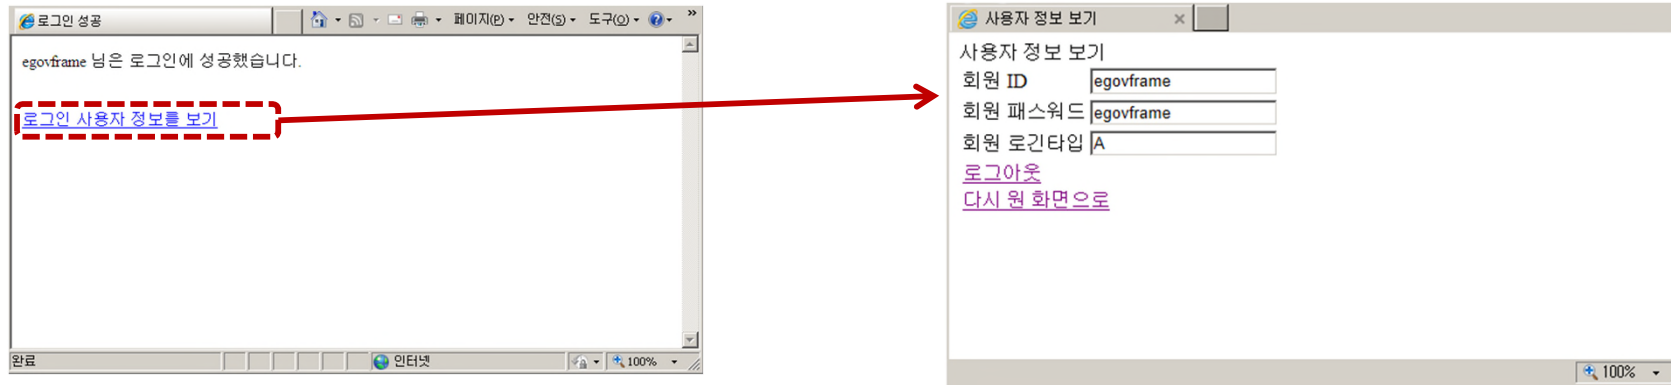 로그인 성공
페이지(P) 안전(S) 도구(O) »
egovframe 님은 로그인에 성공했습니다.
로그인 사용자 정보를 보기
완료 인터넷 100%
사용자 정보 보기
사용자 정보 보기
회원 ID egovframe
회원 패스워드 egovframe
회원 로긴타입 A
로그아웃
다시 원 화면으로
100%